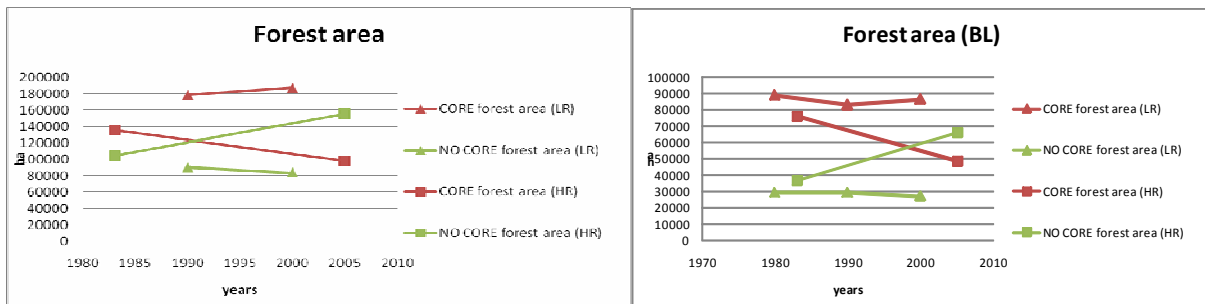 Forest area
200000
180000
160000
140000
120000
100000
80000
60000
40000
20000
0
ha
1980 1985 1990 1995 2000 2005 2010
years
CORE forest area (LR)
NO CORE forest area (LR)
CORE forest area (HR)
NO CORE forest area (HR)
Forest area (BL)
100000
90000
80000
70000
60000
50000
40000
30000
20000
10000
0
ha
1970 1980 1990 2000 2010
years
CORE forest area (LR)
NO CORE forest area (LR)
CORE forest area (HR)
NO CORE forest area (HR)